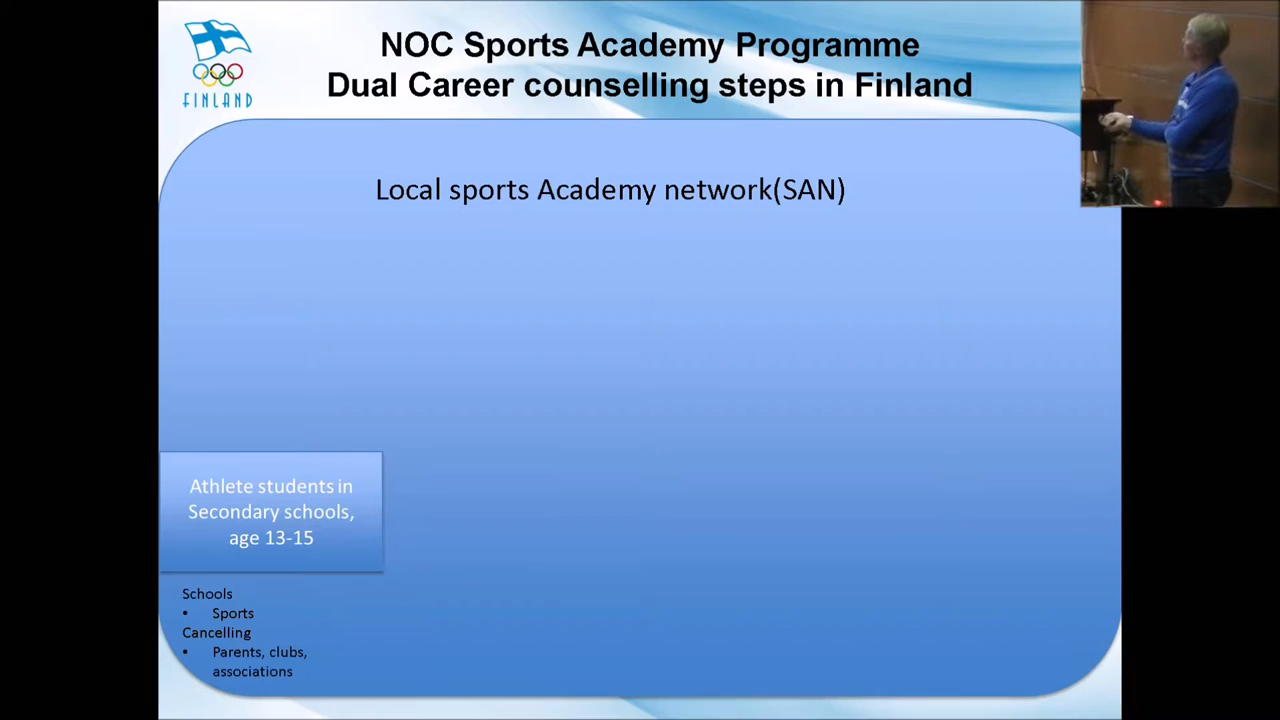 FINLAND
NOC Sports Academy Programme
Dual Career counselling steps in Finland
Local sports Academy network(SAN)
Athlete students in
Secondary schools,
age 13-15
Schools
• Sports
Cancelling
• Parents, clubs,
associations